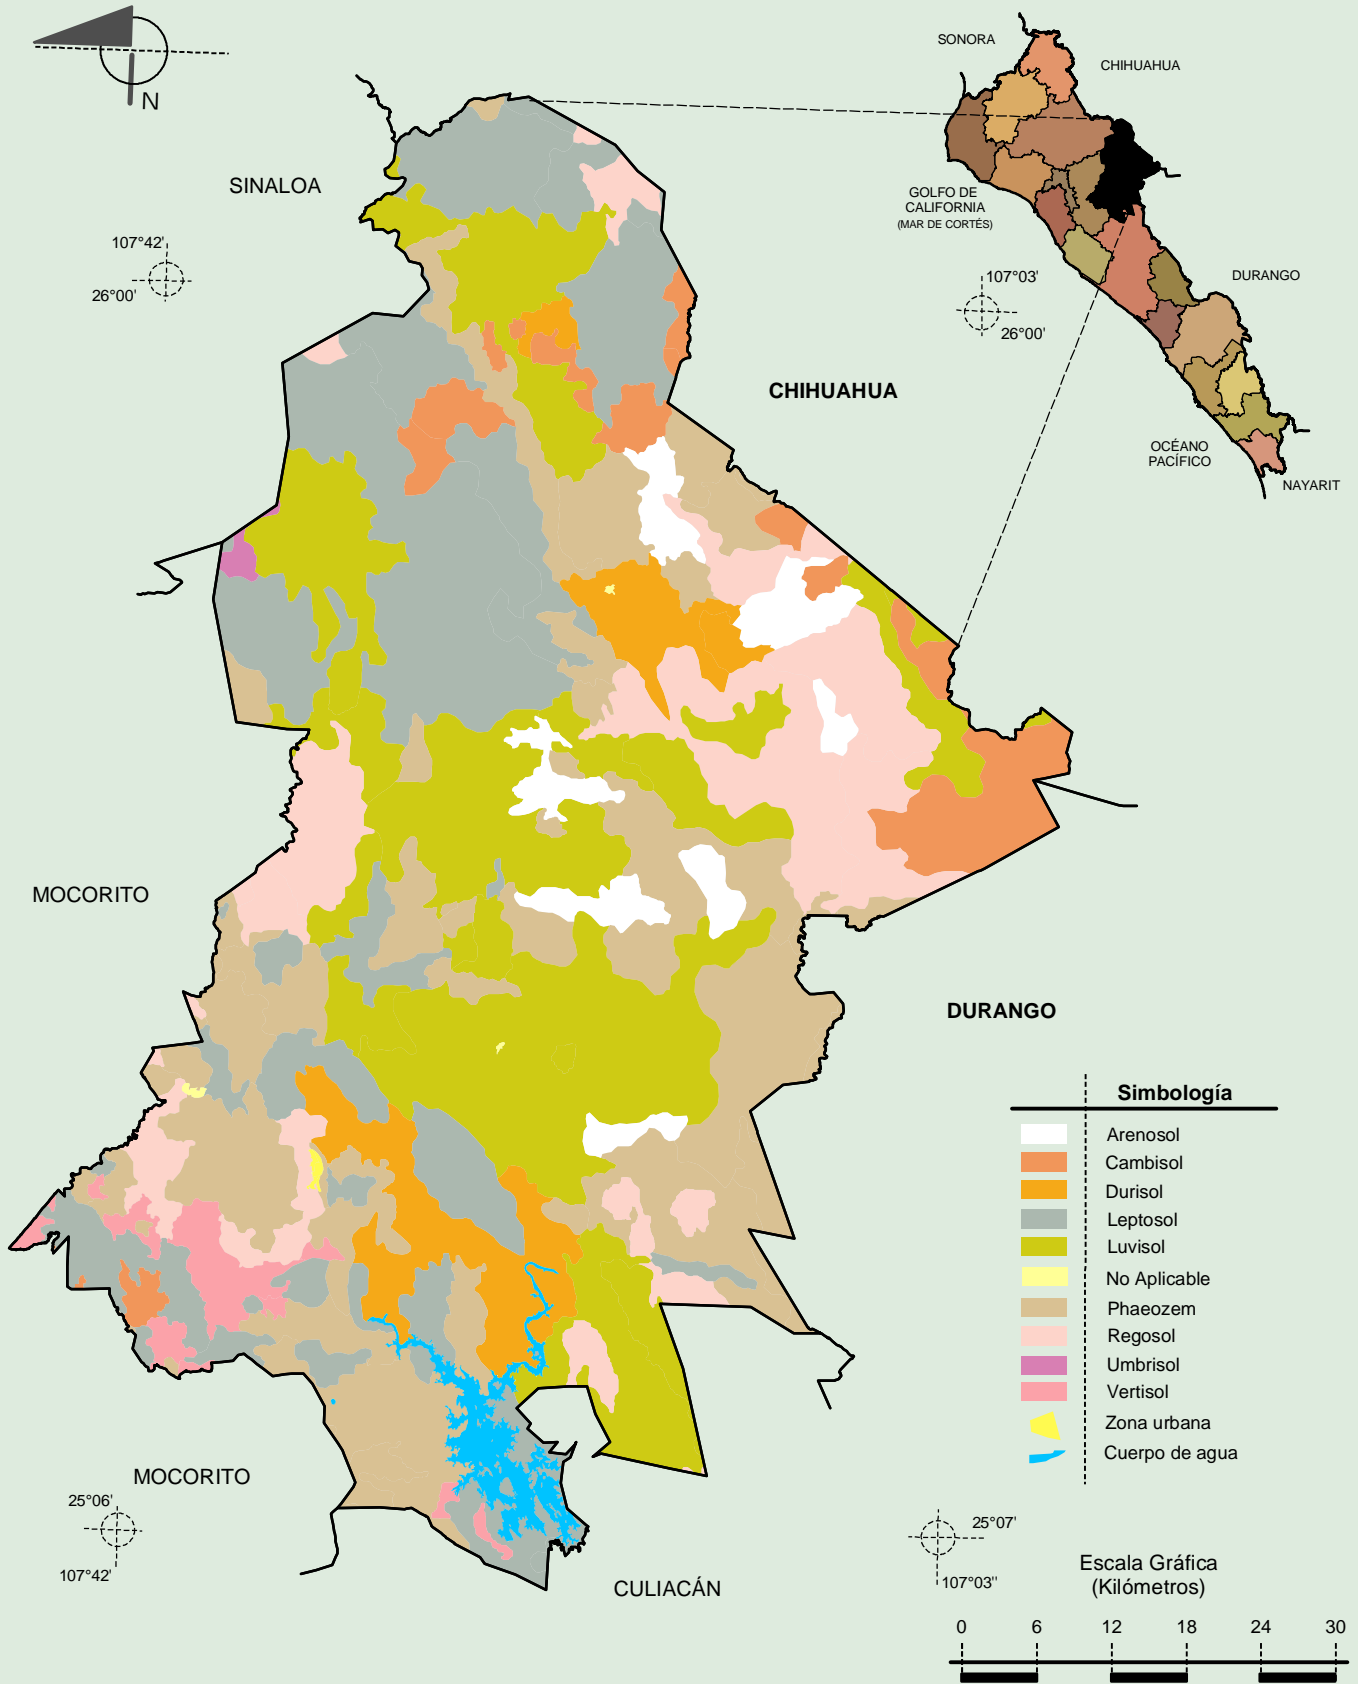 N
SONORA
CHIHUAHUA
SINALOA
GOLFO DE
CALIFORNIA
(MAR DE CORTÉS)
107°42'
26°00'
107°03'
26°00'
DURANGO
CHIHUAHUA
OCÉANO
PACÍFICO
NAYARIT
MOCORITO
DURANGO
Simbología
Arenosol
Cambisol
Durisol
Leptosol
Luvisol
No Aplicable
Phaeozem
Regosol
Umbrisol
Vertisol
Zona urbana
Cuerpo de agua
MOCORITO
25°06'
107°42'
25°07'
107°03''
CULIACÁN
Escala Gráfica
(Kilómetros)
0 6 12 18 24 30